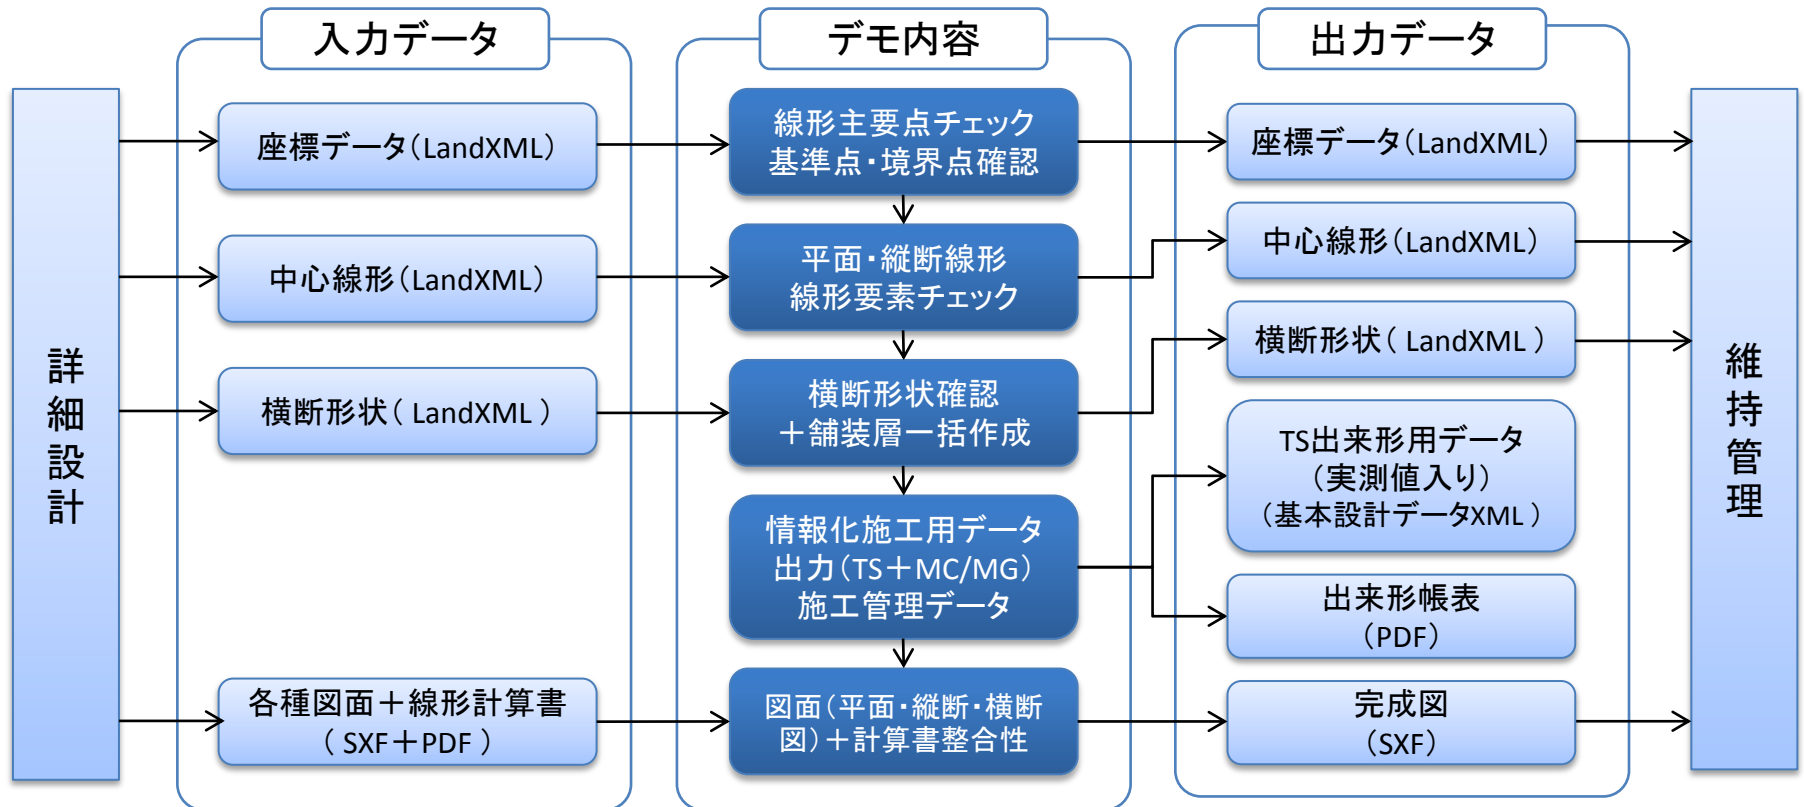 入力データ
デモ内容
出力データ
詳細設計
座標データ（LandXML）
中心線形（LandXML）
横断形状（ LandXML ）
各種図面＋線形計算書
（ SXF＋PDF ）
線形主要点チェック
基準点・境界点確認
平面・縦断線形
線形要素チェック
横断形状確認
＋舗装層一括作成
情報化施工用データ
出力（TS＋MC/MG）
施工管理データ
図面（平面・縦断・横断
図）＋計算書整合性
座標データ（LandXML）
中心線形（LandXML）
横断形状（ LandXML ）
TS出来形用データ
（実測値入り）
（基本設計データXML ）
出来形帳表
（PDF）
完成図
（SXF）
維持管理